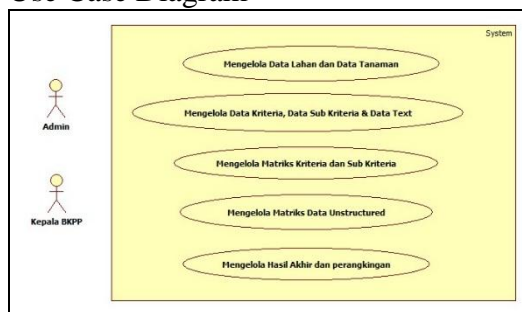 Use Case Diagram
System
Mengelola Data Lahan dan Data Tanaman
Admin
Mengelola Data Kriteria, Data Sub Kriteria & Data Text
Mengelola Matriks Kriteria dan Sub Kriteria
Kepala BKPP
Mengelola Matriks Data Unstructured
Mengelola Hasil Akhir dan perangkingan